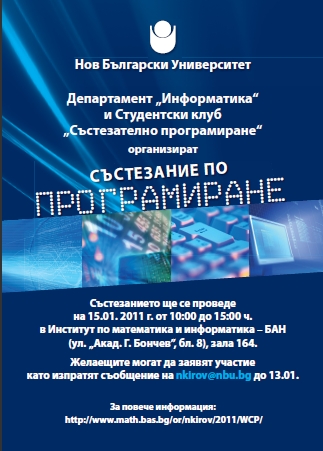 Нов Български Университет
Департамент „Информатика“
и Студентски клуб
„Състезателно програмиране“
организират
СЪСТЕЗАНИЕ ПО
ПРОГРАМИРАНЕ
Състезанието ще се проведе
на 15.01. 2011 г. от 10:00 до 15:00 ч.
в Институт по математика и информатика – БАН
(ул. „Акад. Г. Бончев“, бл. 8), зала 164.
Желаещите могат да заявят участие
като изпратят съобщение на nkirov@nbu.bg до 13.01.
За повече информация:
http://www.math.bas.bg/or/nkirov/2011/WCP/